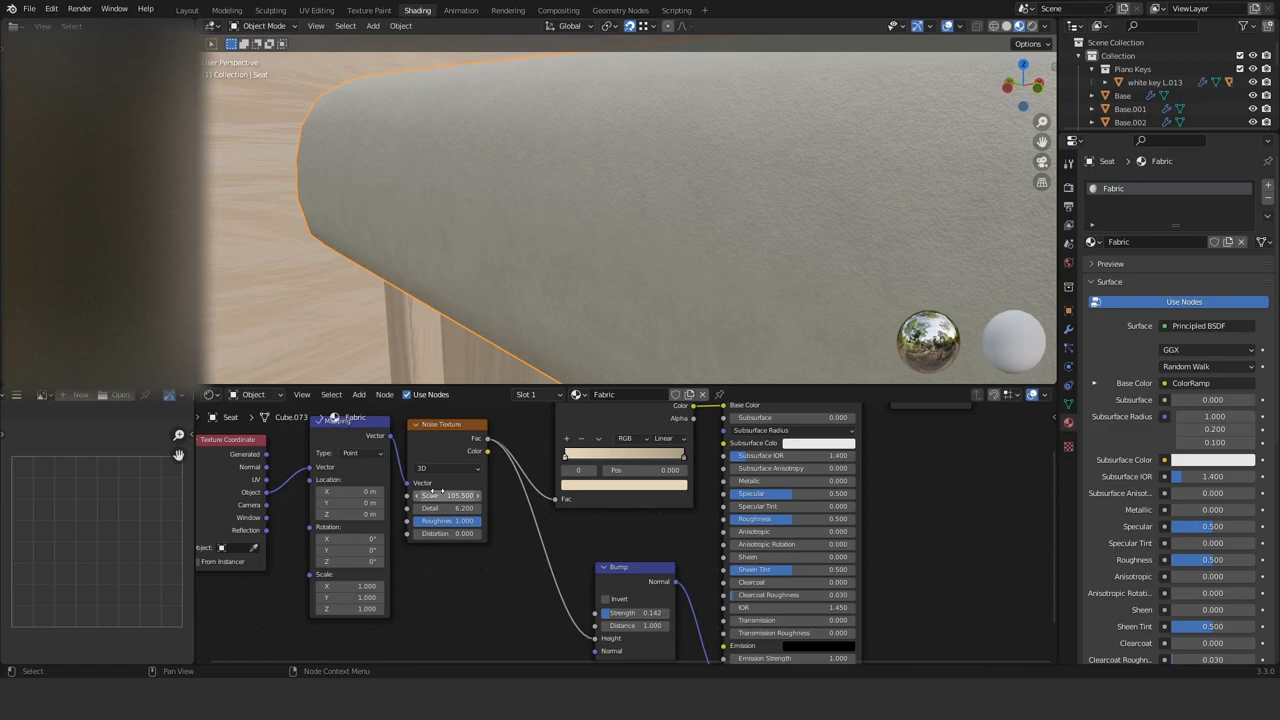 File Edit Render Window Help Layout Modeling Sculpting UV Editing Texture Paint Shading Animation Rendering Compositing Geometry Nodes Scripting Scene ViewLayer
View Select Object Mode View Select Add Object Global
Options
User Perspective
1) Collection | Seat
Scene Collection
Collection
Piano Keys
white key L.013
Base
Base.001
Base.002
Seat Fabric
Fabric
Fabric
Preview
Surface
Use Nodes
Surface Principled BSDF
GGX
Random Walk
Base Color ColorRamp
Subsurface 0.000
Subsurface Radius 1.000
0.200
0.100
Subsurface Color
Subsurface IOR 1.400
Subsurface Anisot... 0.000
Metallic 0.000
Specular 0.500
Specular Tint 0.000
Roughness 0.500
Anisotropic 0.000
Anisotropic Rotati... 0.000
Sheen 0.000
Sheen Tint 0.500
Clearcoat 0.000
Clearcoat Roughn... 0.030
New Open Object View Select Add Node Use Nodes Slot 1 Fabric
Seat Cube.073 Fabric
Texture Coordinate
Generated
Normal
UV
Object
Camera
Window
Reflection
Object:
From Instancer
Mapping
Vector
Type: Point
Vector
Location:
X 0 m
Y 0 m
Z 0 m
Rotation:
X 0°
Y 0°
Z 0°
Scale:
X 1.000
Y 1.000
Z 1.000
Noise Texture
Fac
Color
3D
Vector
Scale 105.500
Detail 6.200
Roughness 1.000
Distortion 0.000
Color
Alpha
RGB Linear
0 Pos 0.000
Fac
Bump
Normal
Invert
Strength 0.142
Distance 1.000
Height
Normal
Base Color
Subsurface 0.000
Subsurface Radius
Subsurface Colo
Subsurface IOR 1.400
Subsurface Anisotropy 0.000
Metallic 0.000
Specular 0.500
Specular Tint 0.000
Roughness 0.500
Anisotropic 0.000
Anisotropic Rotation 0.000
Sheen 0.000
Sheen Tint 0.500
Clearcoat 0.000
Clearcoat Roughness 0.030
IOR 1.450
Transmission 0.000
Transmission Roughness 0.000
Emission
Emission Strength 1.000
Select Pan View Node Context Menu 3.3.0